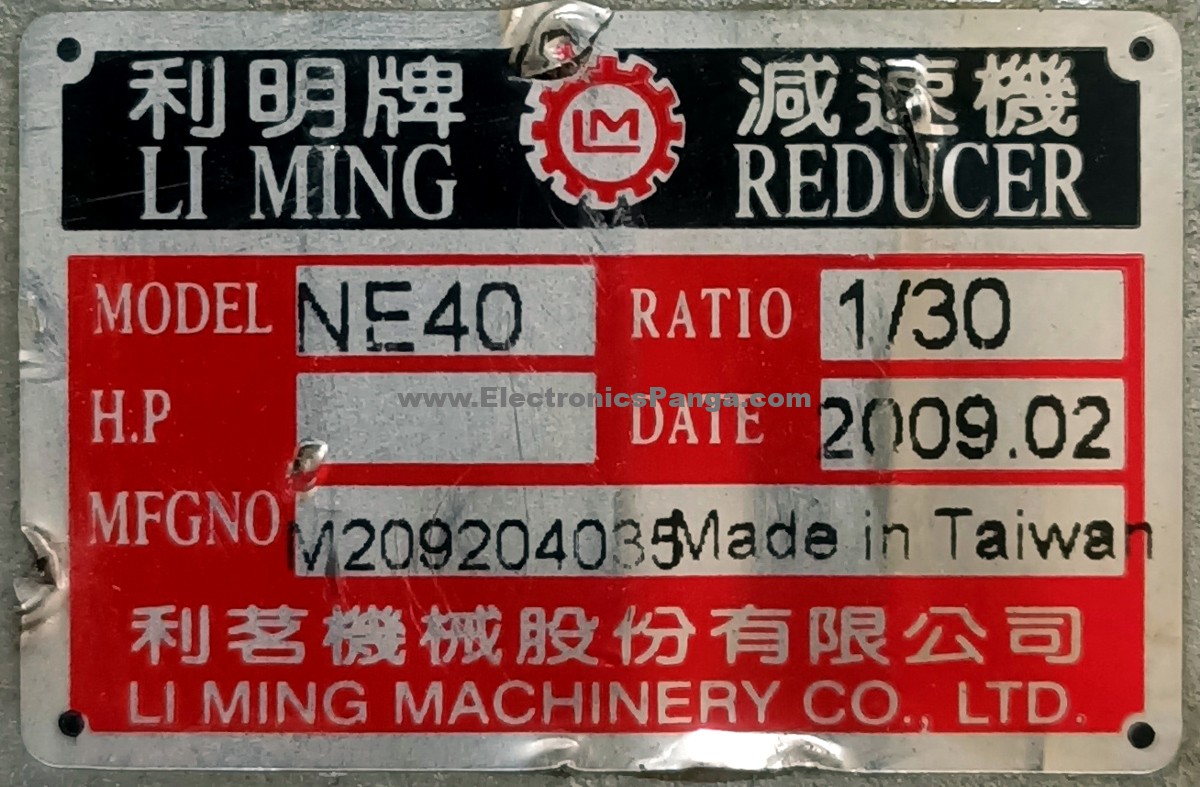 利明牌 減速機
LI MING LM REDUCER
MODEL NE40 RATIO 1/30
www.ElectronicsPanga.com
H.P DATE 2009.02
MFGNO M209204035 Made in Taiwan
利茗機械股份有限公司
LI MING MACHINERY CO., LTD.